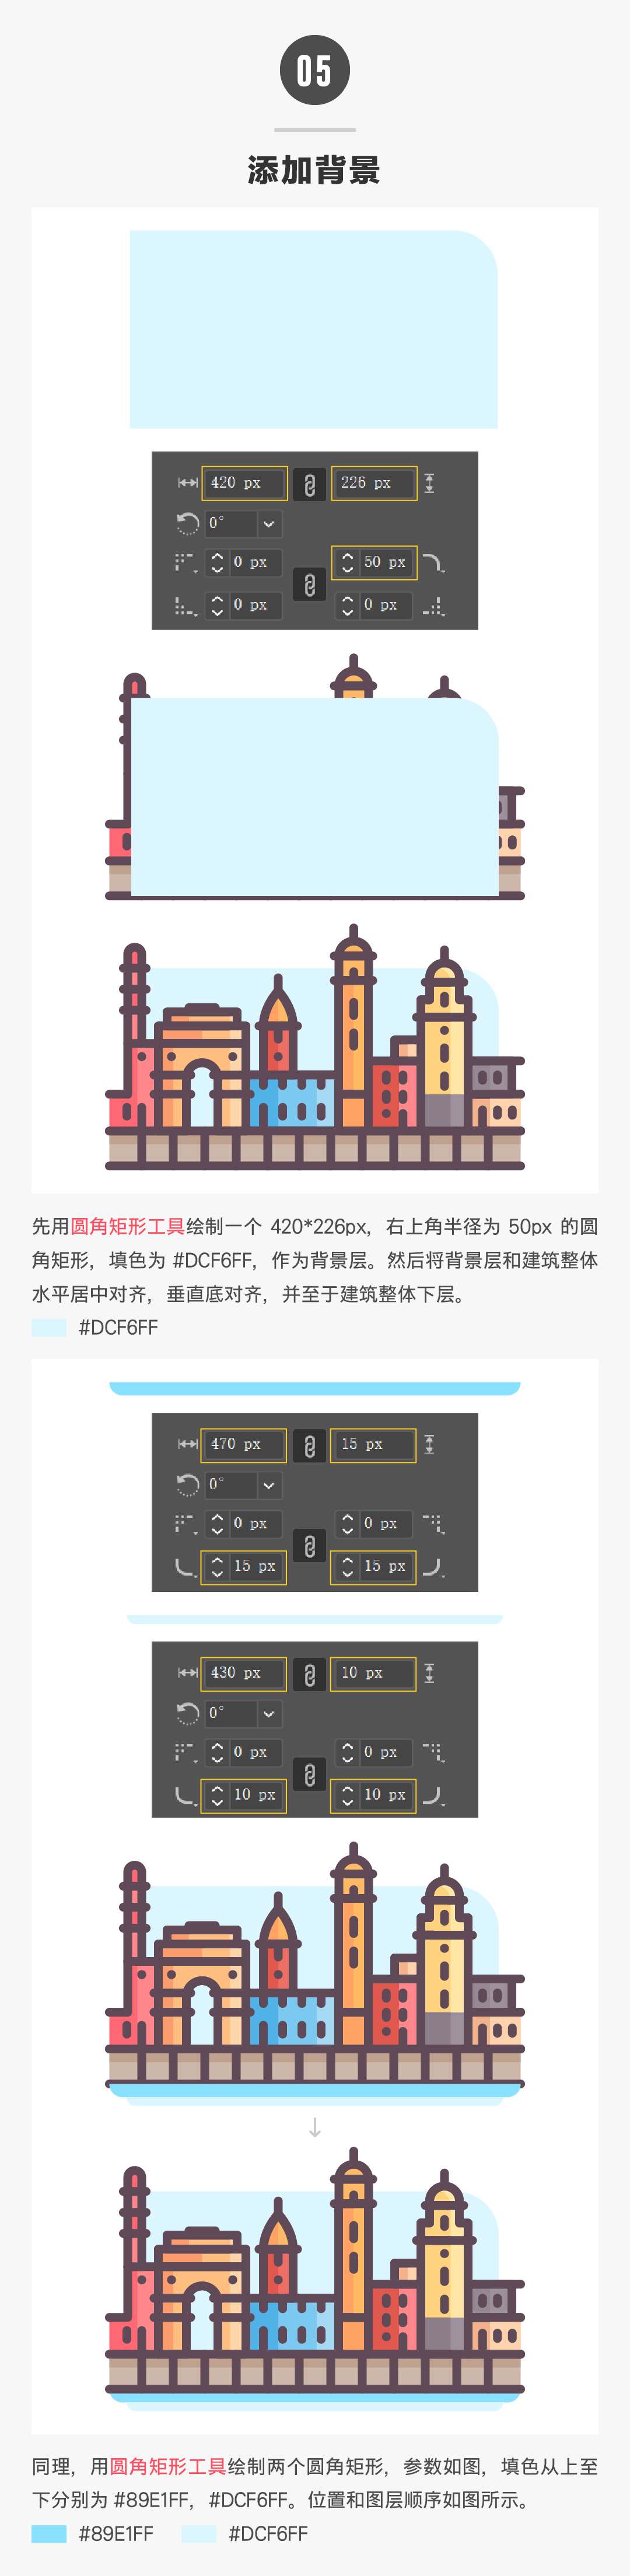 05
添加背景
420 px
226 px
0°
0 px
50 px
0 px
0 px
先用圆角矩形工具绘制一个 420*226px，右上角半径为 50px 的圆
角矩形，填色为 #DCF6FF，作为背景层。然后将背景层和建筑整体
水平居中对齐，垂直底对齐，并至于建筑整体下层。
#DCF6FF
470 px
15 px
0°
0 px
0 px
15 px
15 px
430 px
10 px
0°
0 px
0 px
10 px
10 px
同理，用圆角矩形工具绘制两个圆角矩形，参数如图，填色从上至
下分别为 #89E1FF，#DCF6FF。位置和图层顺序如图所示。
#89E1FF
#DCF6FF